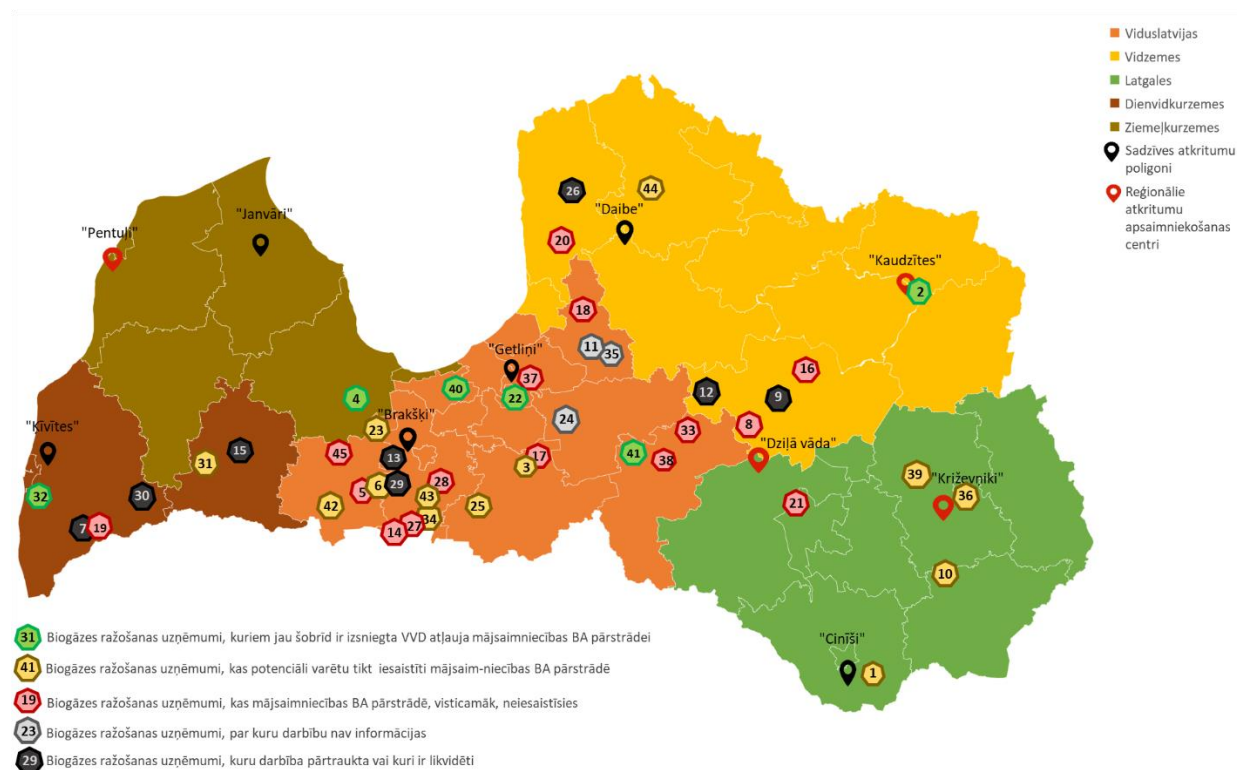 Viduslatvijas
Vidzemes
Latgales
Dienvidkurzemes
Ziemeļkurzemes
Sadzīves atkritumu
poligoni
Reģionālie
atkritumu
apsaimniekošanas
centri
26
44
"Daibe"
"Janvāri"
"Pentuļi"
20
"Kaudzītes"
2
18
11
35
"Getliņi"
37
16
40
22
4
12
9
24
23
"Brakšķi"
8
33
"Ķīvītes"
"Dziļā vāda"
15
45
13
17
41
38
31
3
39
"Križevņiki"
36
32
30
5
6
29
28
43
42
25
21
7
19
34
27
14
10
"Cinīši"
1
31 Biogāzes ražošanas uzņēmumi, kuriem jau šobrīd ir izsniegta VVD atļauja mājsaimniecības BA pārstrādei
41 Biogāzes ražošanas uzņēmumi, kas potenciāli varētu tikt iesaistīti mājsaim-niecības BA pārstrādē
19 Biogāzes ražošanas uzņēmumi, kas mājsaimniecības BA pārstrādē, visticamāk, neiesaistīsies
23 Biogāzes ražošanas uzņēmumi, par kuru darbību nav informācijas
29 Biogāzes ražošanas uzņēmumi, kuru darbība pārtraukta vai kuri ir likvidēti